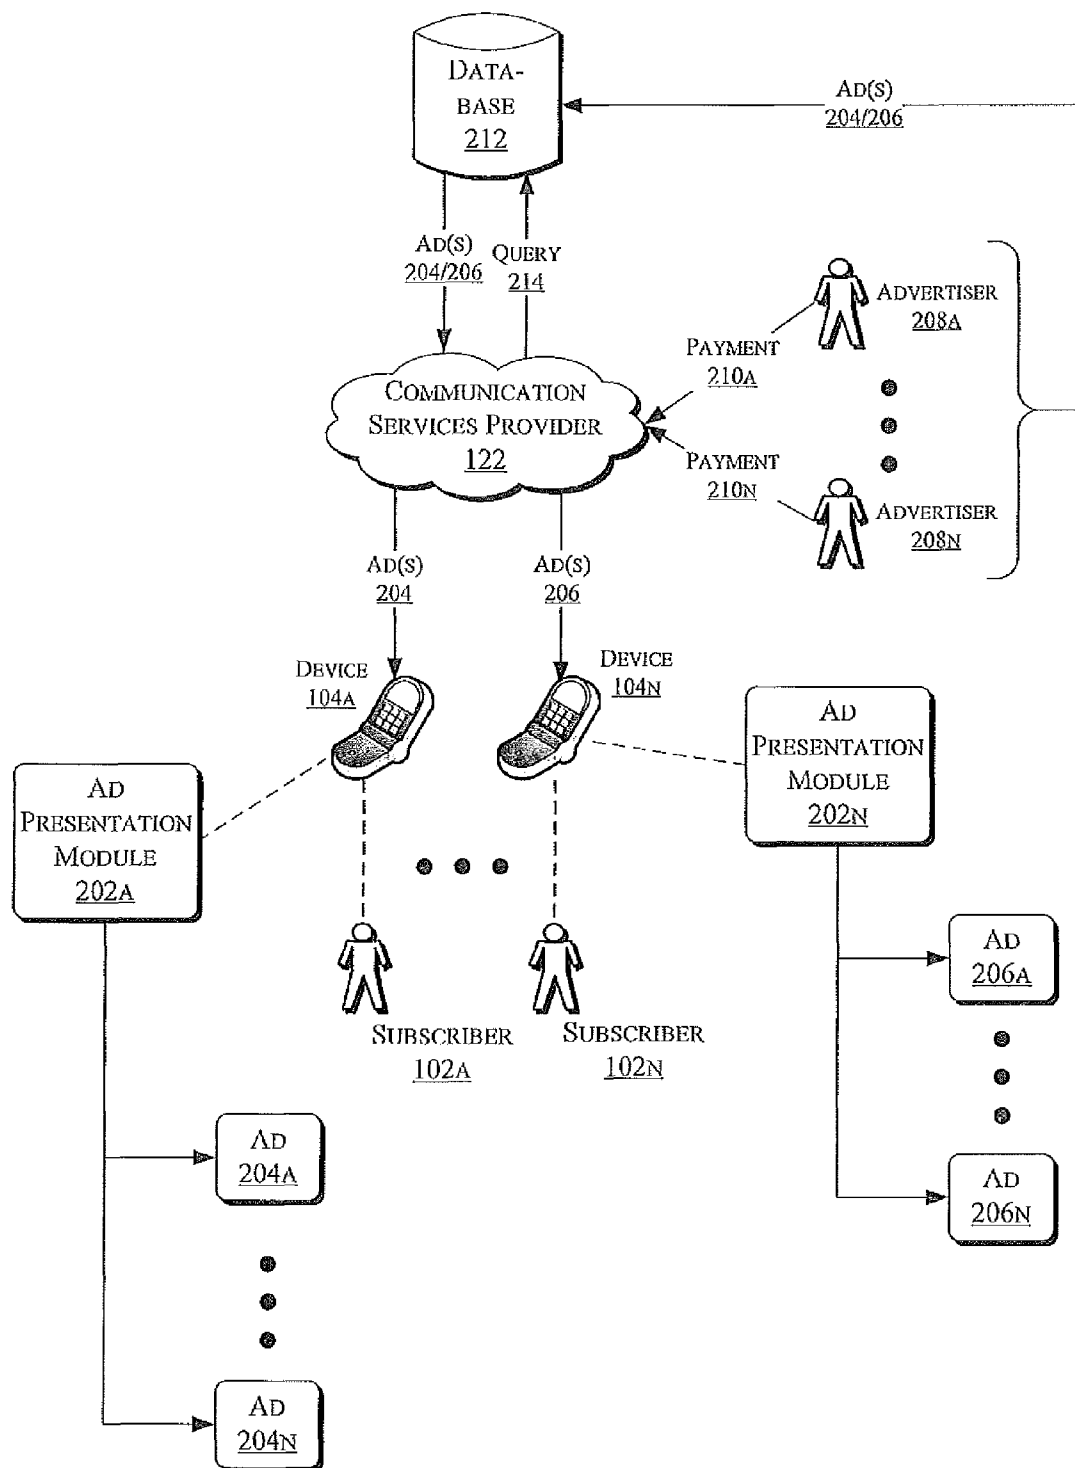 DATA-
BASE
212
AD(S)
204/206
AD(S)
204/206
QUERY
214
ADVERTISER
208A
PAYMENT
210A
COMMUNICATION
SERVICES PROVIDER
122
PAYMENT
210N
ADVERTISER
208N
AD(S)
204
AD(S)
206
DEVICE
104A
DEVICE
104N
AD
PRESENTATION
MODULE
202N
AD
PRESENTATION
MODULE
202A
SUBSCRIBER
102A
SUBSCRIBER
102N
AD
206A
AD
204A
AD
206N
AD
204N